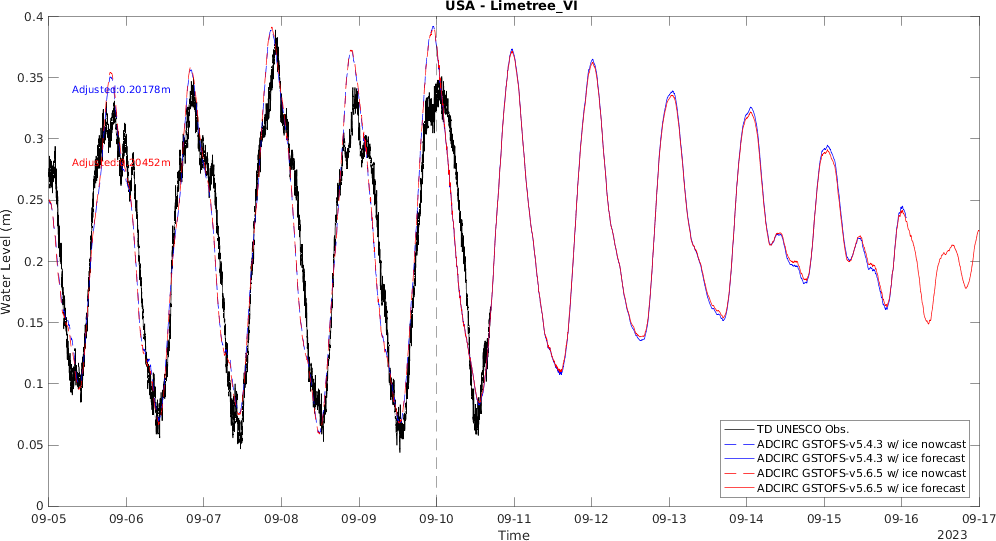 USA - Limetree_VI
0.4
0.35
0.3
0.25
0.2
0.15
0.1
0.05
0
Water Level (m)
Adjusted:0.20178m
Adjusted:0.20452m
TD UNESCO Obs.
ADCIRC GSTOFS-v5.4.3 w/ ice nowcast
ADCIRC GSTOFS-v5.4.3 w/ ice forecast
ADCIRC GSTOFS-v5.6.5 w/ ice nowcast
ADCIRC GSTOFS-v5.6.5 w/ ice forecast
09-05 09-06 09-07 09-08 09-09 09-10 09-11 09-12 09-13 09-14 09-15 09-16 09-17
Time
2023